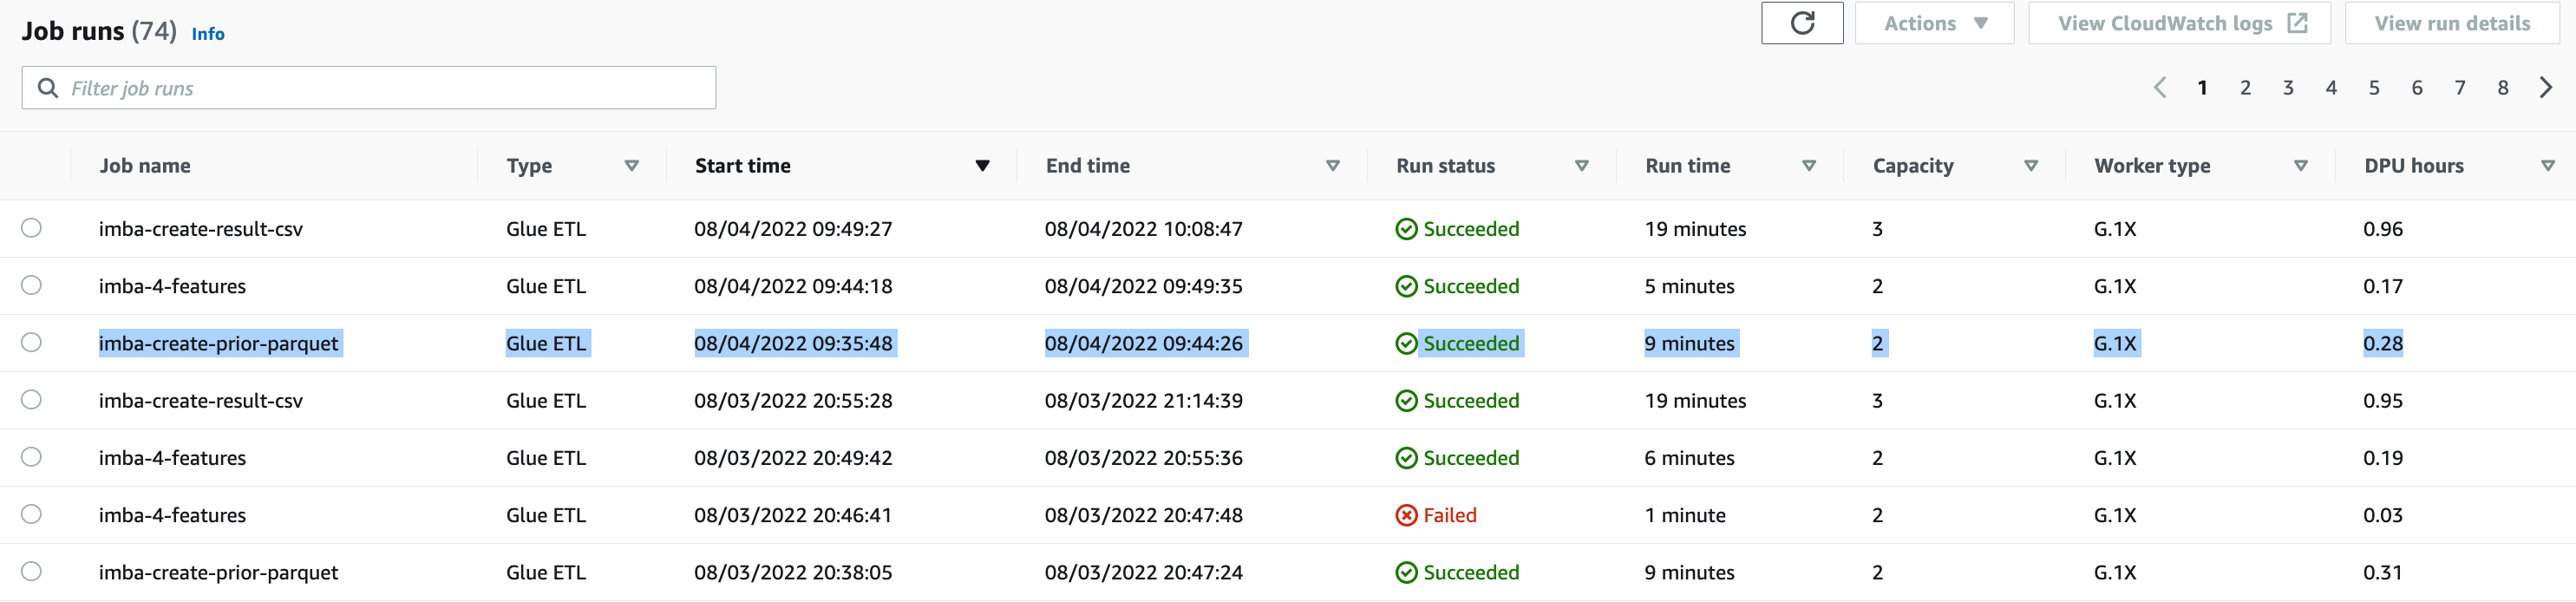 Job runs (74) Info
Actions View CloudWatch logs View run details
Filter job runs
1 2 3 4 5 6 7 8
Job name Type Start time End time Run status Run time Capacity Worker type DPU hours
imba-create-result-csv Glue ETL 08/04/2022 09:49:27 08/04/2022 10:08:47 Succeeded 19 minutes 3 G.1X 0.96
imba-4-features Glue ETL 08/04/2022 09:44:18 08/04/2022 09:49:35 Succeeded 5 minutes 2 G.1X 0.17
imba-create-prior-parquet Glue ETL 08/04/2022 09:35:48 08/04/2022 09:44:26 Succeeded 9 minutes 2 G.1X 0.28
imba-create-result-csv Glue ETL 08/03/2022 20:55:28 08/03/2022 21:14:39 Succeeded 19 minutes 3 G.1X 0.95
imba-4-features Glue ETL 08/03/2022 20:49:42 08/03/2022 20:55:36 Succeeded 6 minutes 2 G.1X 0.19
imba-4-features Glue ETL 08/03/2022 20:46:41 08/03/2022 20:47:48 Failed 1 minute 2 G.1X 0.03
imba-create-prior-parquet Glue ETL 08/03/2022 20:38:05 08/03/2022 20:47:24 Succeeded 9 minutes 2 G.1X 0.31